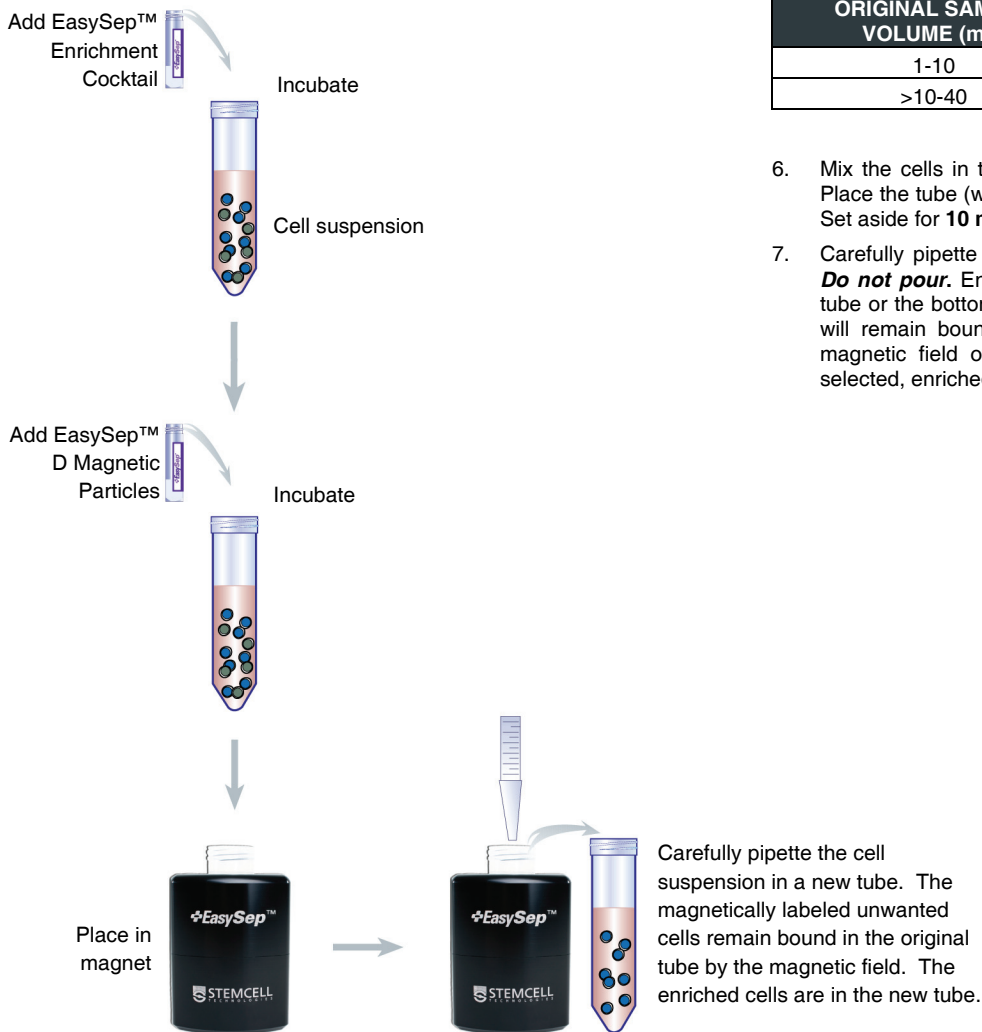 Add EasySep™
Enrichment
Cocktail
Incubate
Cell suspension
Add EasySep™
D Magnetic
Particles
Incubate
Place in
magnet
EasySep™
STEMCELL
TECHNOLOGIES
EasySep™
STEMCELL
TECHNOLOGIES
Carefully pipette the cell
suspension in a new tube. The
magnetically labeled unwanted
cells remain bound in the original
tube by the magnetic field. The
enriched cells are in the new tube.
ORIGINAL
VOLUME
1-10
>10-40
6. Mix the cells in
Place the tube
Set aside for 10
7. Carefully pipette
Do not pour.
tube or the
will remain
magnetic field
selected,